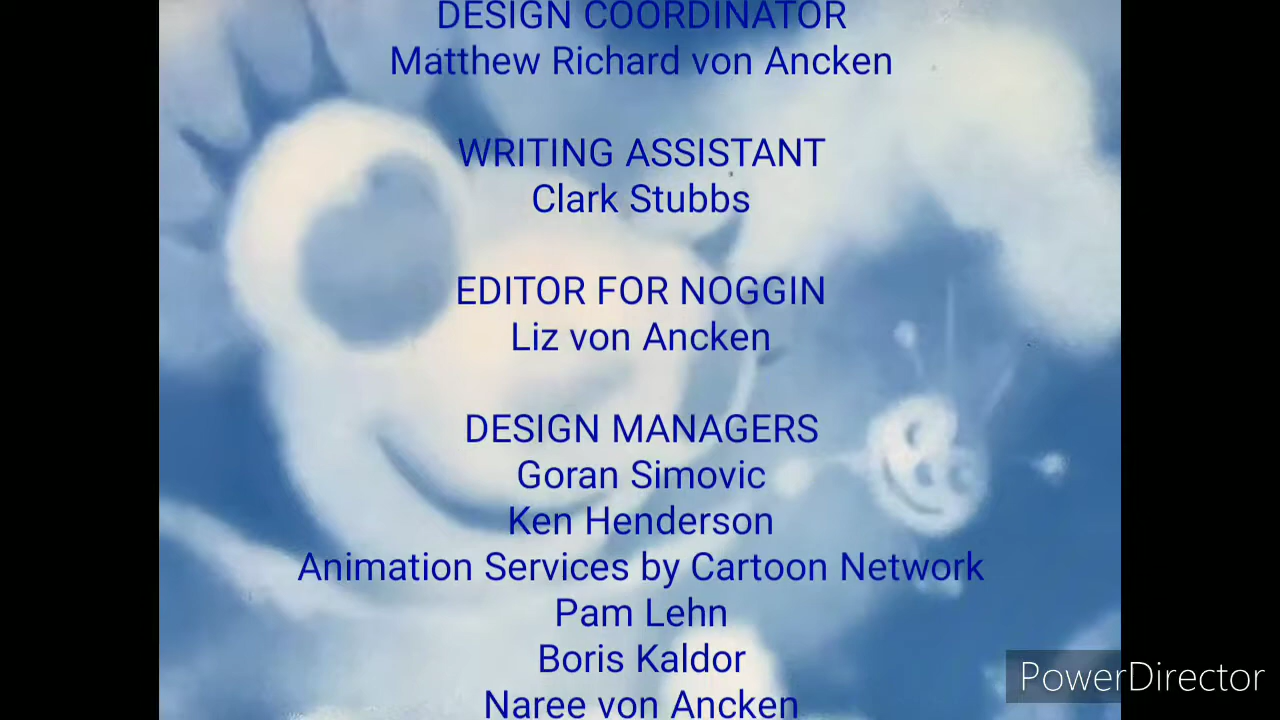 DESIGN COORDINATOR
Matthew Richard von Ancken
WRITING ASSISTANT
Clark Stubbs
EDITOR FOR NOGGIN
Liz von Ancken
DESIGN MANAGERS
Goran Simovic
Ken Henderson
Animation Services by Cartoon Network
Pam Lehn
Boris Kaldor
Naree von Ancken
PowerDirector